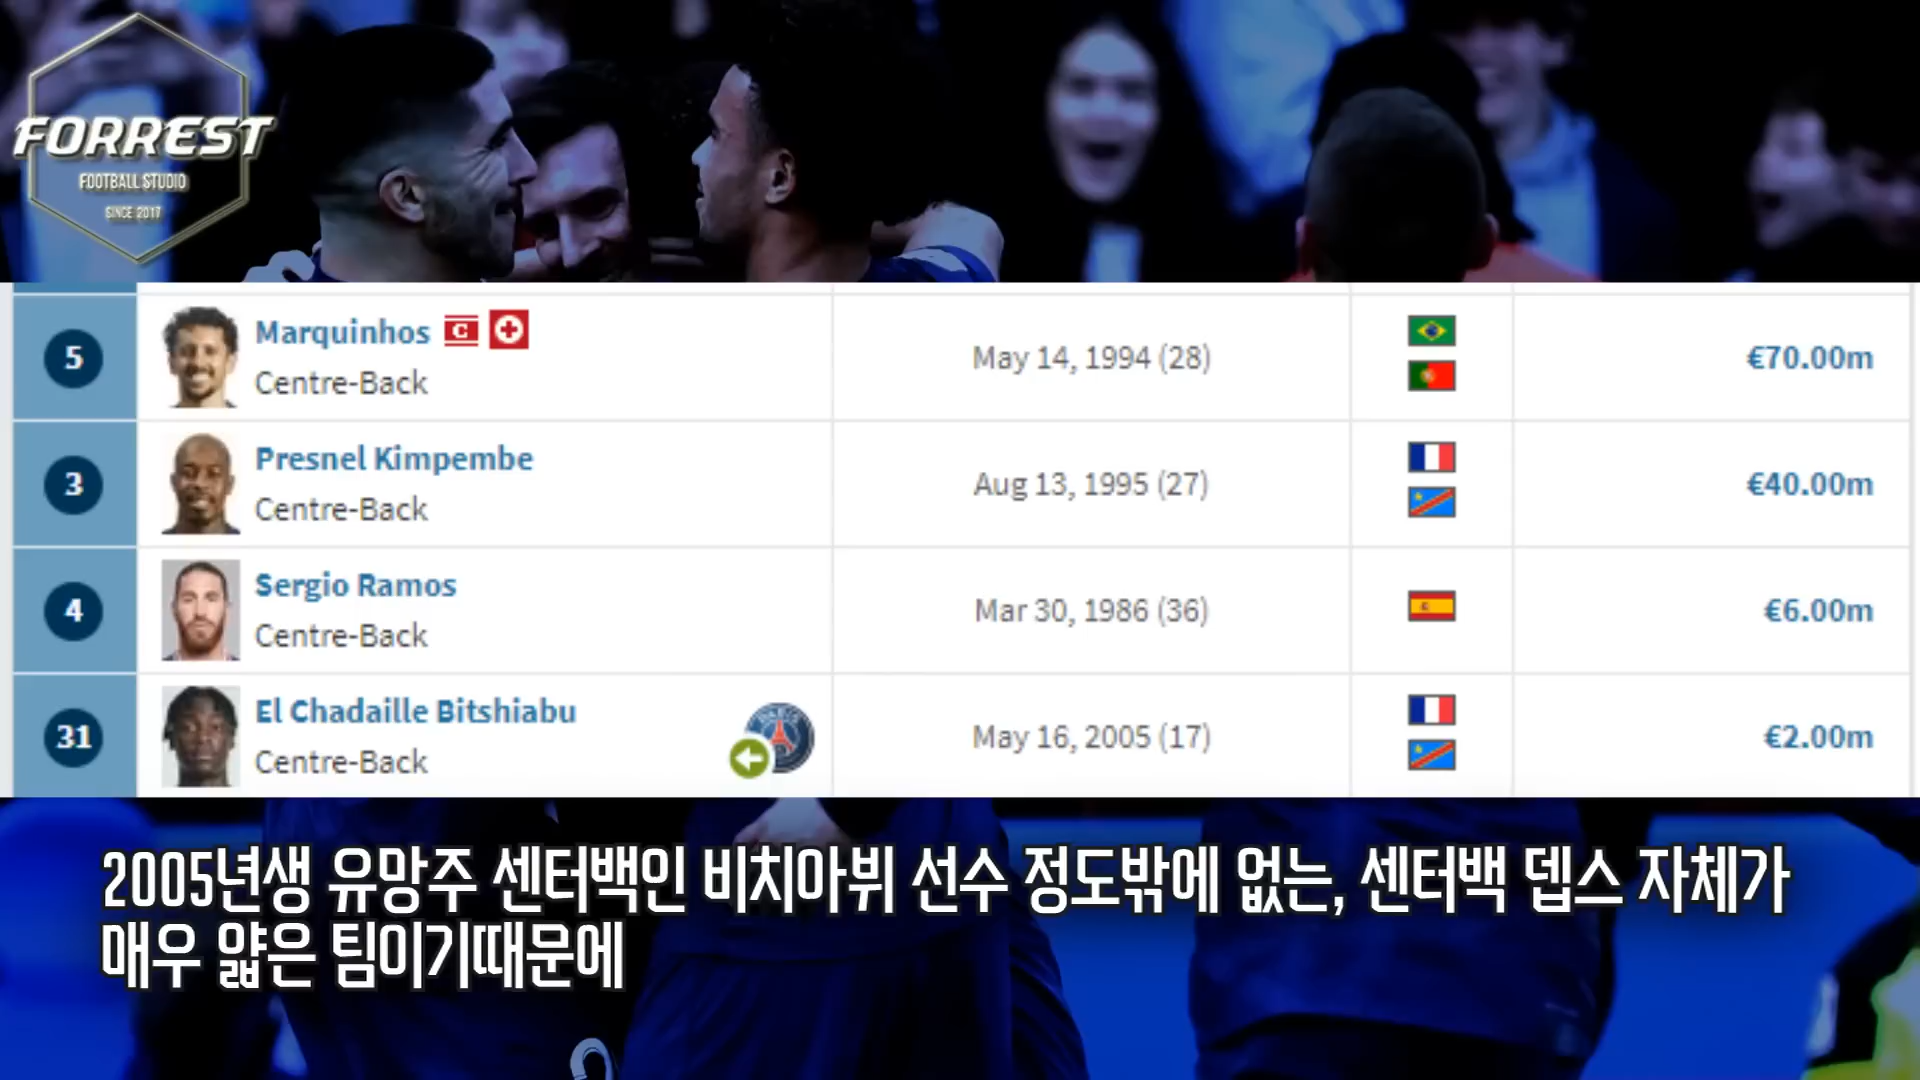 FORREST
FOOTBALL STUDIO
SINCE 2017
5
Marquinhos
C
Centre-Back
May 14, 1994 (28)
€70.00m
3
Presnel Kimpembe
Centre-Back
Aug 13, 1995 (27)
€40.00m
4
Sergio Ramos
Centre-Back
Mar 30, 1986 (36)
€6.00m
31
El Chadaille Bitshiabu
PARIS
Centre-Back
May 16, 2005 (17)
€2.00m
2005년생 유망주 센터백인 비치아뷔 선수 정도밖에 없는, 센터백 뎁스 자체가
매우 얇은 팀이기때문에